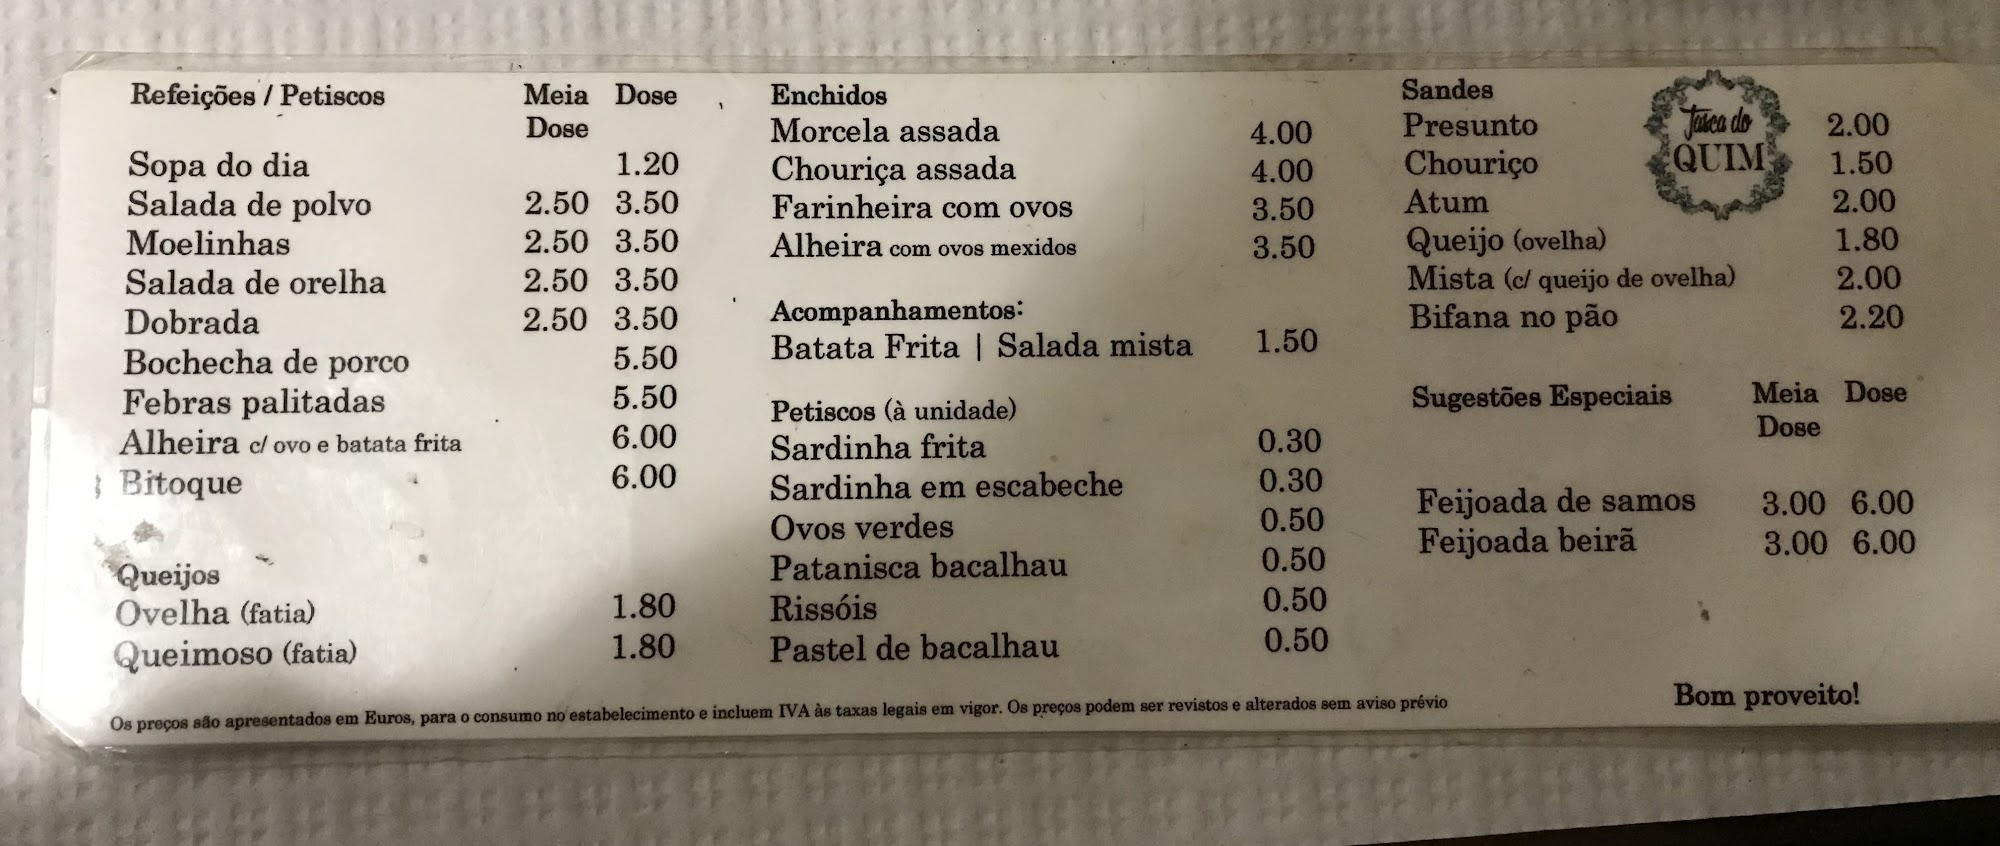 Refeições / Petiscos Meia Dose
Dose
Sopa do dia 1.20
Salada de polvo 2.50 3.50
Moelinhas 2.50 3.50
Salada de orelha 2.50 3.50
Dobrada 2.50 3.50
Bochecha de porco 5.50
Febras palitadas 5.50
Alheira c/ ovo e batata frita 6.00
Bitoque 6.00
Queijos
Ovelha (fatia) 1.80
Queimoso (fatia) 1.80
Enchidos
Morcela assada 4.00
Chouriça assada 4.00
Farinheira com ovos 3.50
Alheira com ovos mexidos 3.50
Acompanhamentos:
Batata Frita | Salada mista 1.50
Petiscos (à unidade)
Sardinha frita 0.30
Sardinha em escabeche 0.30
Ovos verdes 0.50
Patanisca bacalhau 0.50
Rissóis 0.50
Pastel de bacalhau 0.50
Tasca do
QUIM
Sandes
Presunto 2.00
Chouriço 1.50
Atum 2.00
Queijo (ovelha) 1.80
Mista (c/ queijo de ovelha) 2.00
Bifana no pão 2.20
Sugestões Especiais Meia Dose
Dose
Feijoada de samos 3.00 6.00
Feijoada beirã 3.00 6.00
Bom proveito!
Os preços são apresentados em Euros, para o consumo no estabelecimento e incluem IVA às taxas legais em vigor. Os preços podem ser revistos e alterados sem aviso prévio